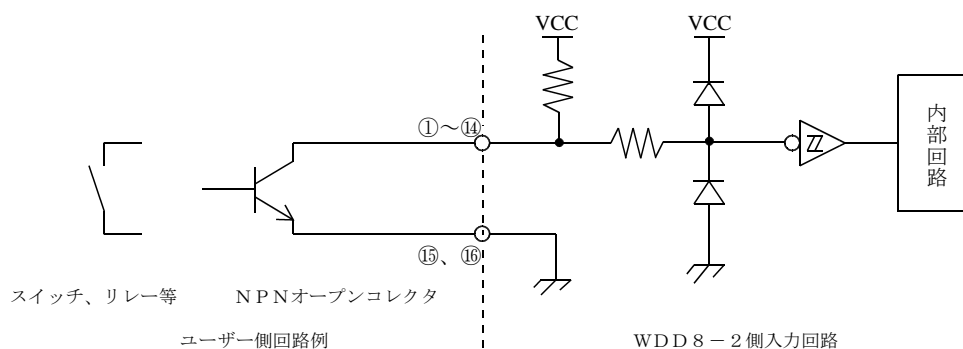 VCC
VCC
①～⑭
内部回路
⑮、⑯
スイッチ、リレー等
ＮＰＮオープンコレクタ
ユーザー側回路例
ＷＤＤ８－２側入力回路